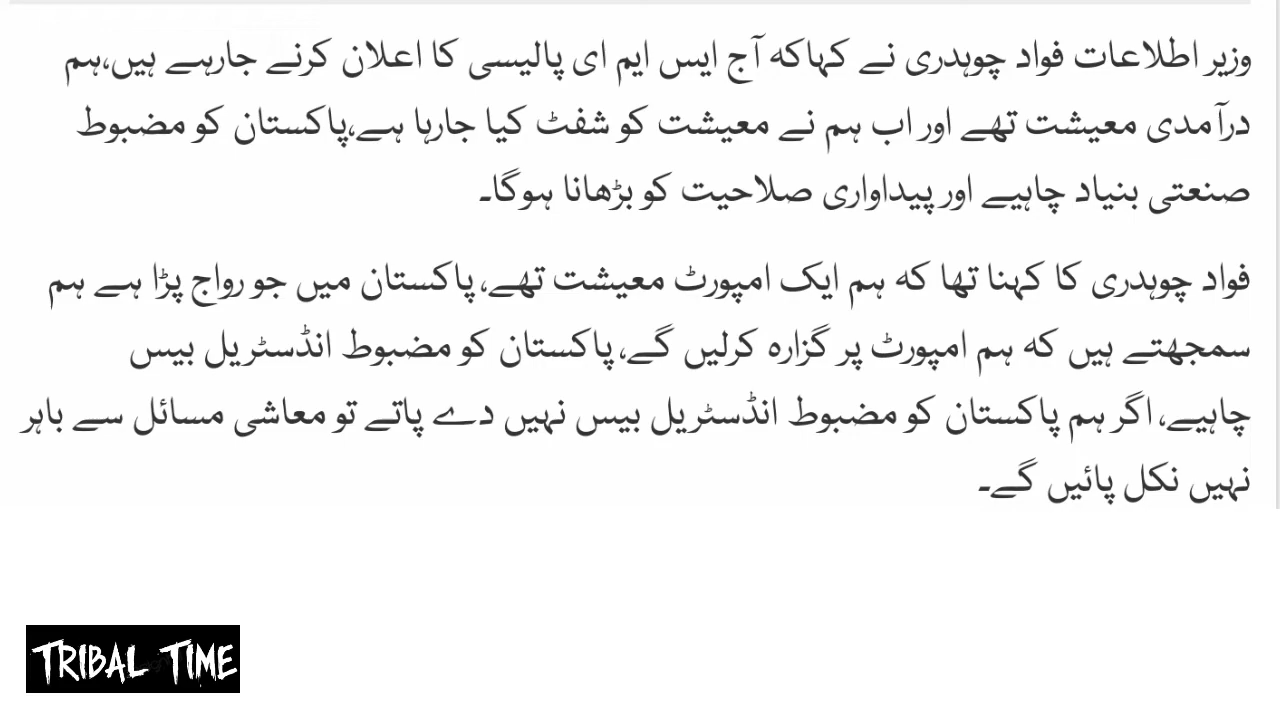 وزیر اطلاعات فواد چوہدری نے کہاکہ آج ایس ایم ای پالیسی کا اعلان کرنے جارہے ہیں،ہم
درآمدی معیشت تھے اور اب ہم نے معیشت کو شفٹ کیا جارہا ہے،پاکستان کو مضبوط
صنعتی بنیاد چاہیے اور پیداواری صلاحیت کو بڑھانا ہوگا۔
فواد چوہدری کا کہنا تھا کہ ہم ایک امپورٹ معیشت تھے، پاکستان میں جو رواج پڑا ہے ہم
سمجھتے ہیں کہ ہم امپورٹ پر گزارہ کرلیں گے، پاکستان کو مضبوط انڈسٹریل بیس
چاہیے، اگر ہم پاکستان کو مضبوط انڈسٹریل بیس نہیں دے پاتے تو معاشی مسائل سے باہر
نہیں نکل پائیں گے۔
TRIBAL TIME